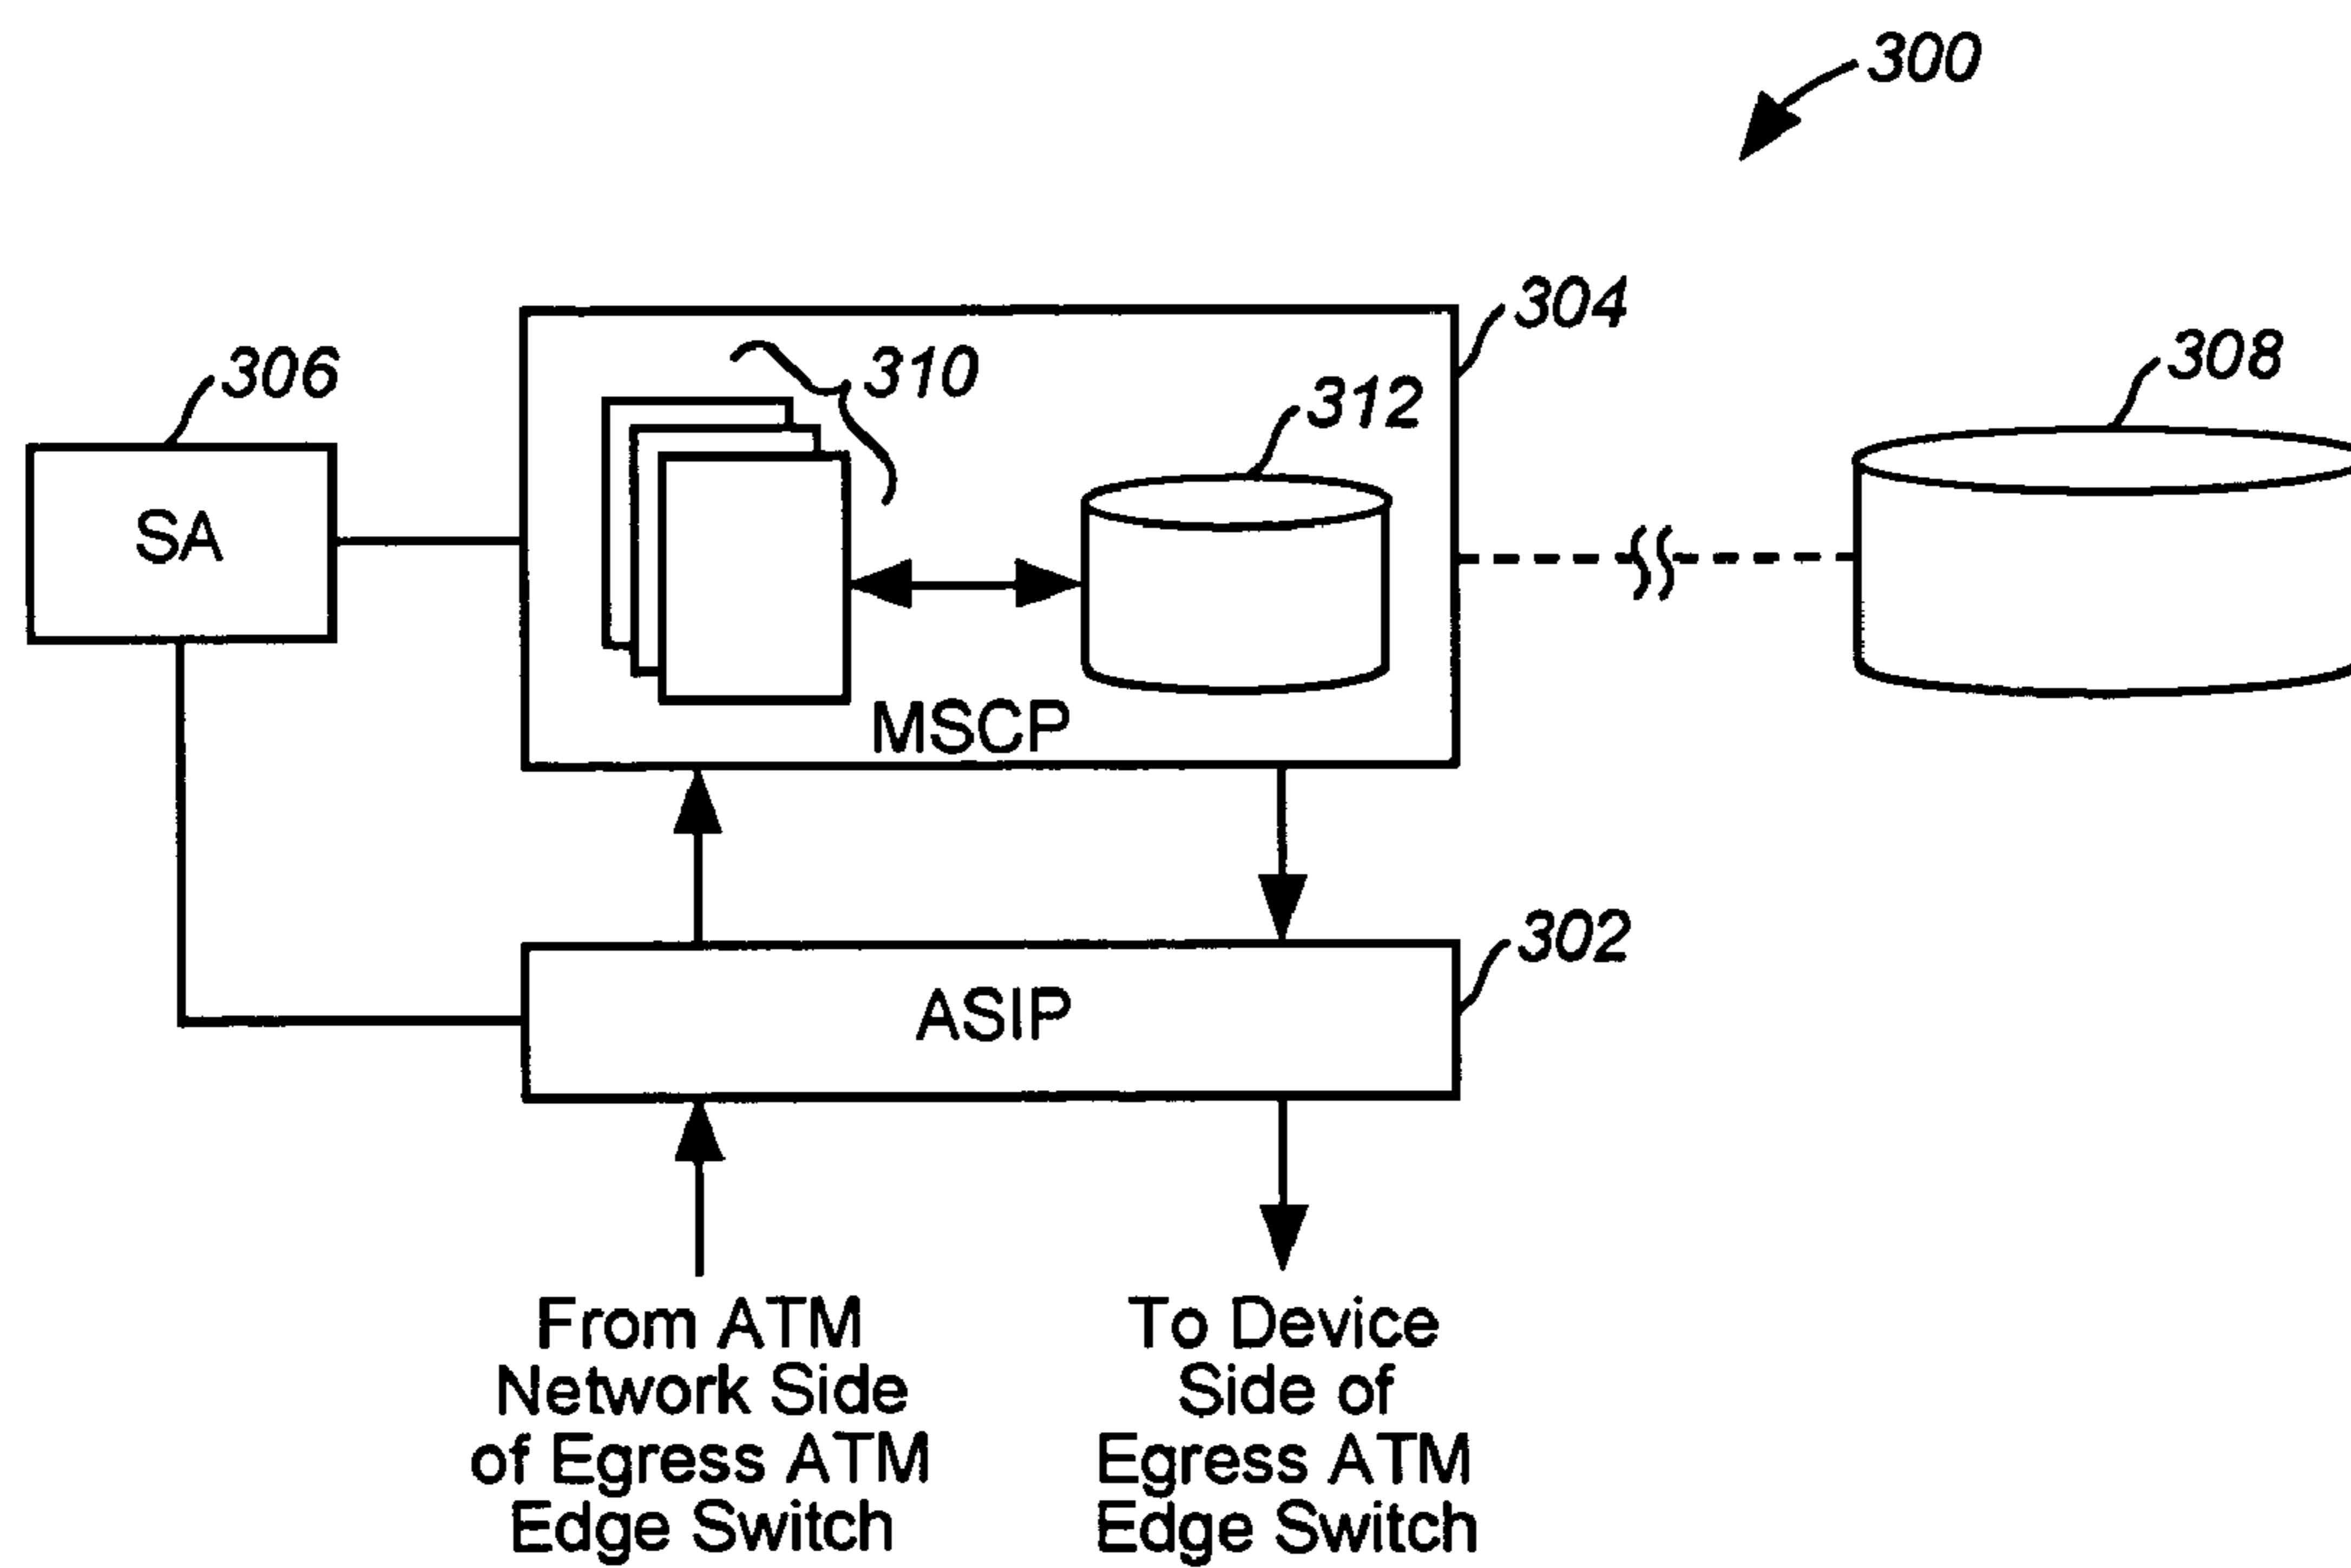 300
304
308
306
310
312
SA
MSCP
302
ASIP
From ATM
Network Side
of Egress ATM
Edge Switch
To Device
Side of
Egress ATM
Edge Switch